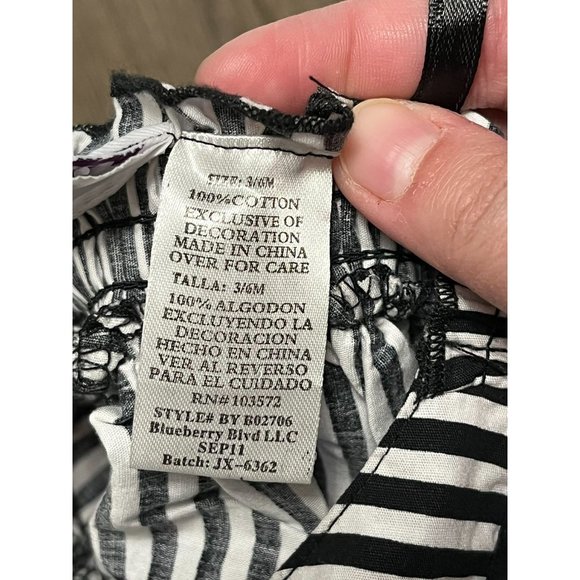 SIZE: 3/6M
100%COTTON
EXCLUSIVE OF
DECORATION
MADE IN CHINA
OVER FOR CARE
TALLA: 3/6M
100%ALGODON
EXCLUYENDO LA
DECORACION
HECHO EN CHINA
VER AL REVERSO
PARA EL CUIDADO
RN#103572
STYLE# BY B02706
Blueberry Blvd LLC
SEP11
Batch: JX-6362